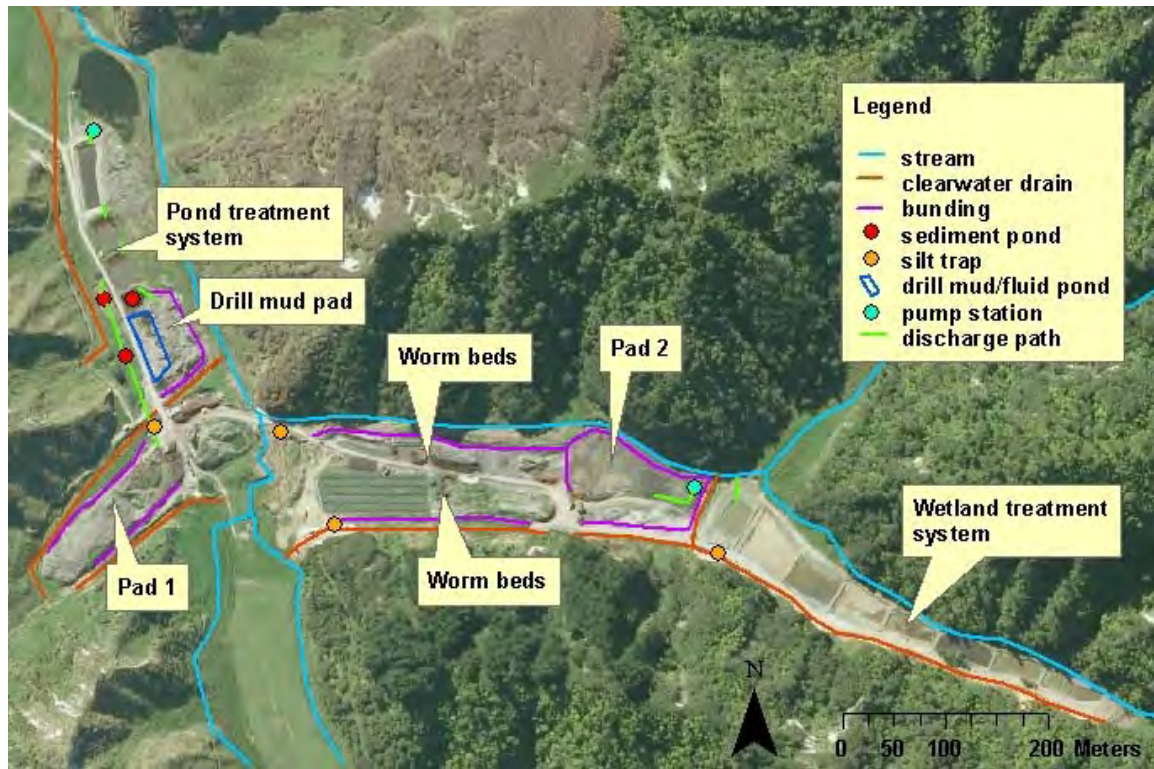 Legend
stream
clearwater drain
bunding
sediment pond
silt trap
drill mud/fluid pond
pump station
discharge path
Pond treatment
system
Drill mud pad
Worm beds
Pad 2
Wetland treatment
system
Worm beds
Pad 1
N
0 50 100 200 Meters